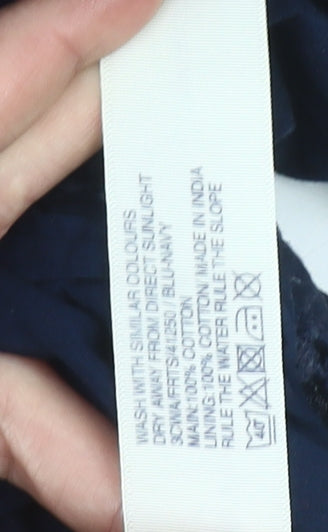 WASH WITH SIMILAR COLOURS
DRY AWAY FROM DIRECT SUNLIGHT
3CWA/FRTS/41250/ BLU-NAVY
MAIN:100% COTTON
LINING:100% COTTON MADE IN INDIA
RULE THE WATER RULE THE SLOPE
40